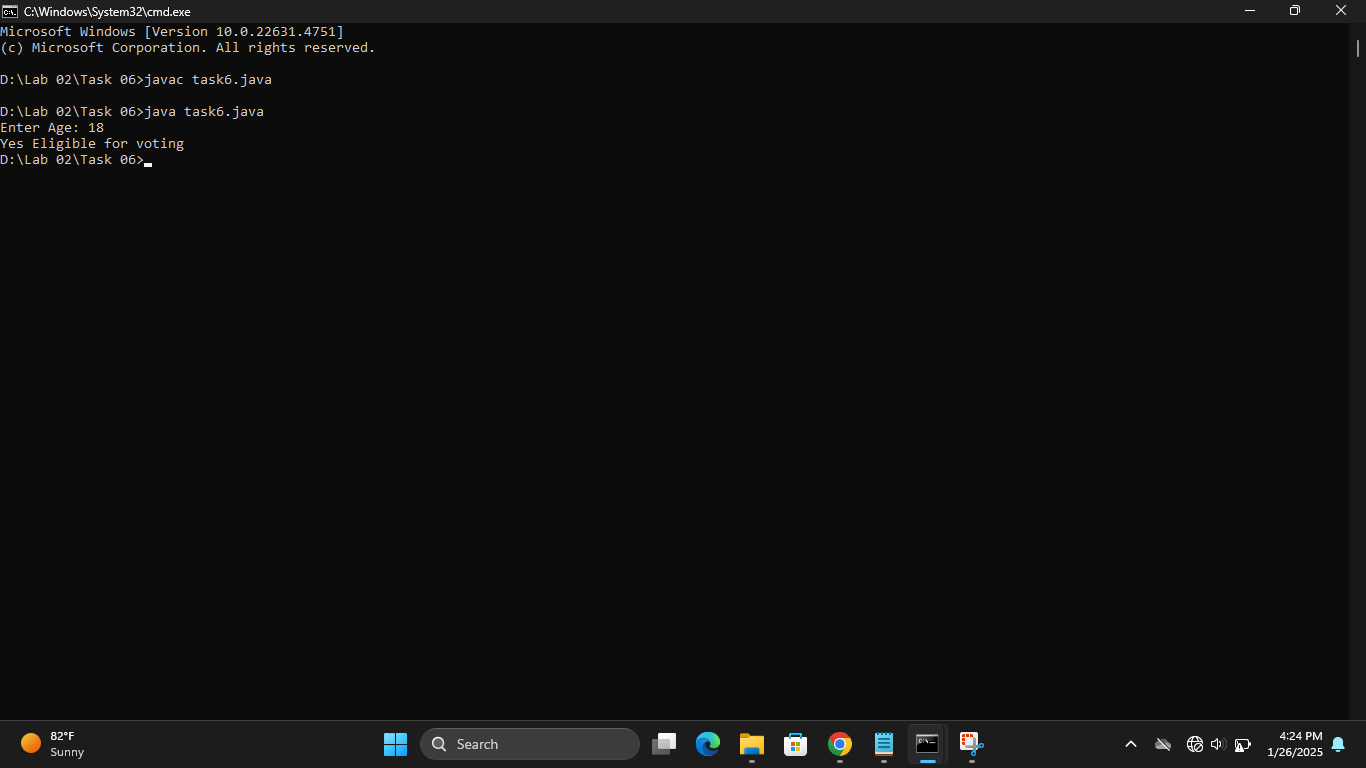 C:\Windows\System32\cmd.exe
Microsoft Windows [Version 10.0.22631.4751]
(c) Microsoft Corporation. All rights reserved.
D:\Lab 02\Task 06>javac task6.java
D:\Lab 02\Task 06>java task6.java
Enter Age: 18
Yes Eligible for voting
D:\Lab 02\Task 06>
82°F
Sunny
Search
4:24 PM
1/26/2025